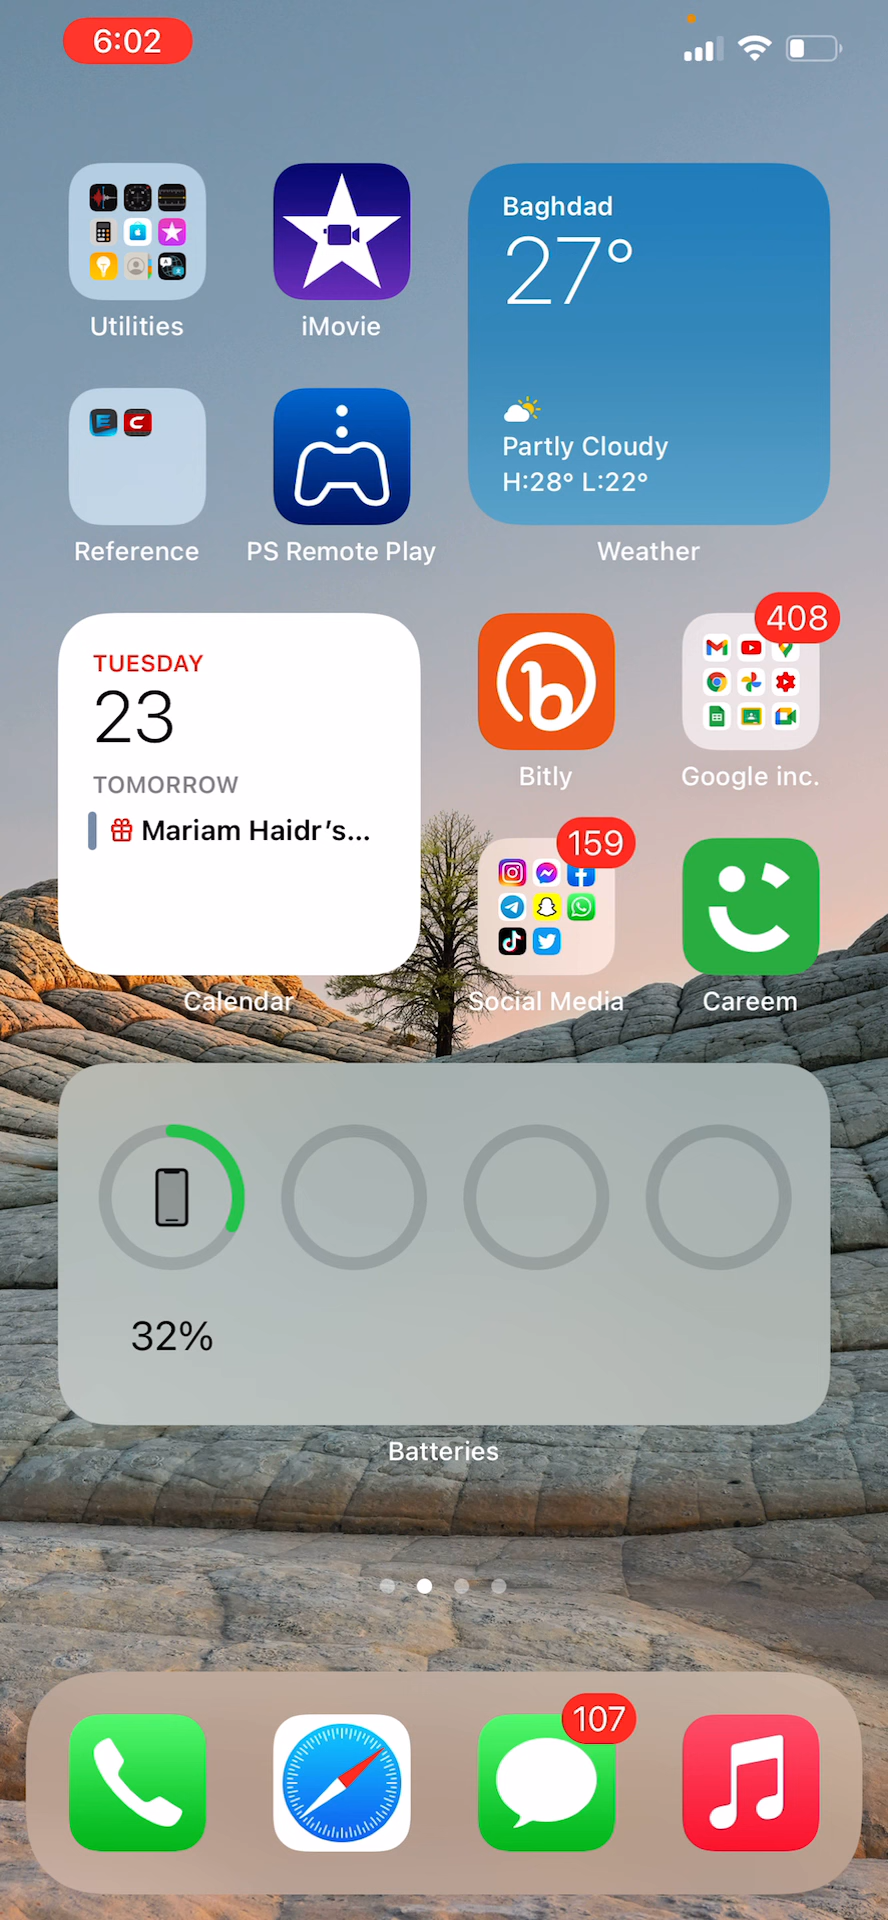 6:02
Baghdad
27°
Partly Cloudy
H:28° L:22°
Utilities
iMovie
Reference
PS Remote Play
Weather
TUESDAY
23
TOMORROW
Mariam Haidr's...
Calendar
Bitly
408
Google inc.
159
Social Media
Careem
32%
Batteries
107